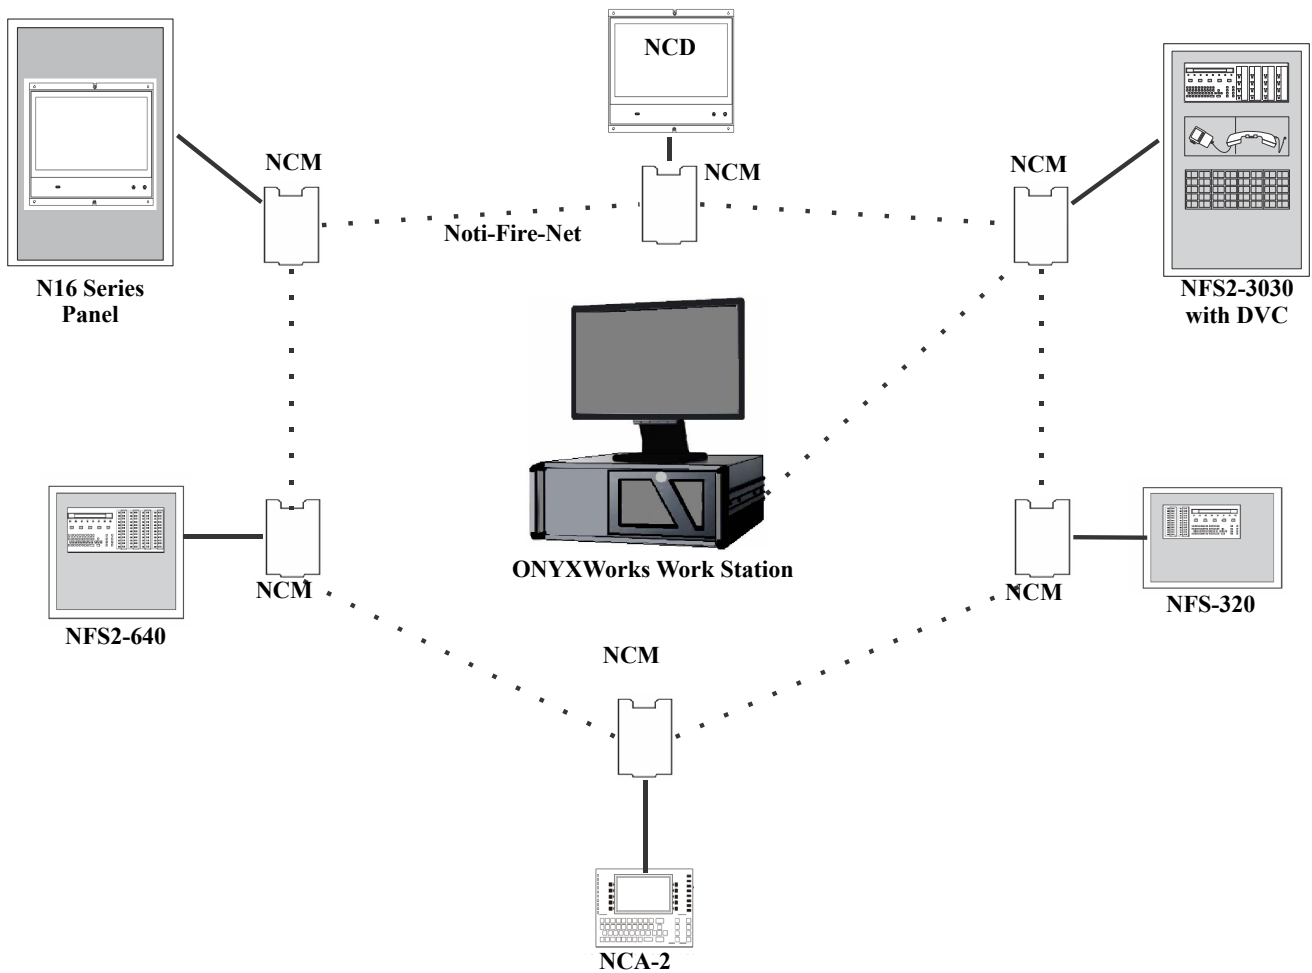 NCD
NCM
NCM
NCM
Noti-Fire-Net
N16 Series
Panel
NFS2-3030
with DVC
ONYXWorks Work Station
NCM
NCM
NFS2-640
NFS-320
NCM
NCA-2